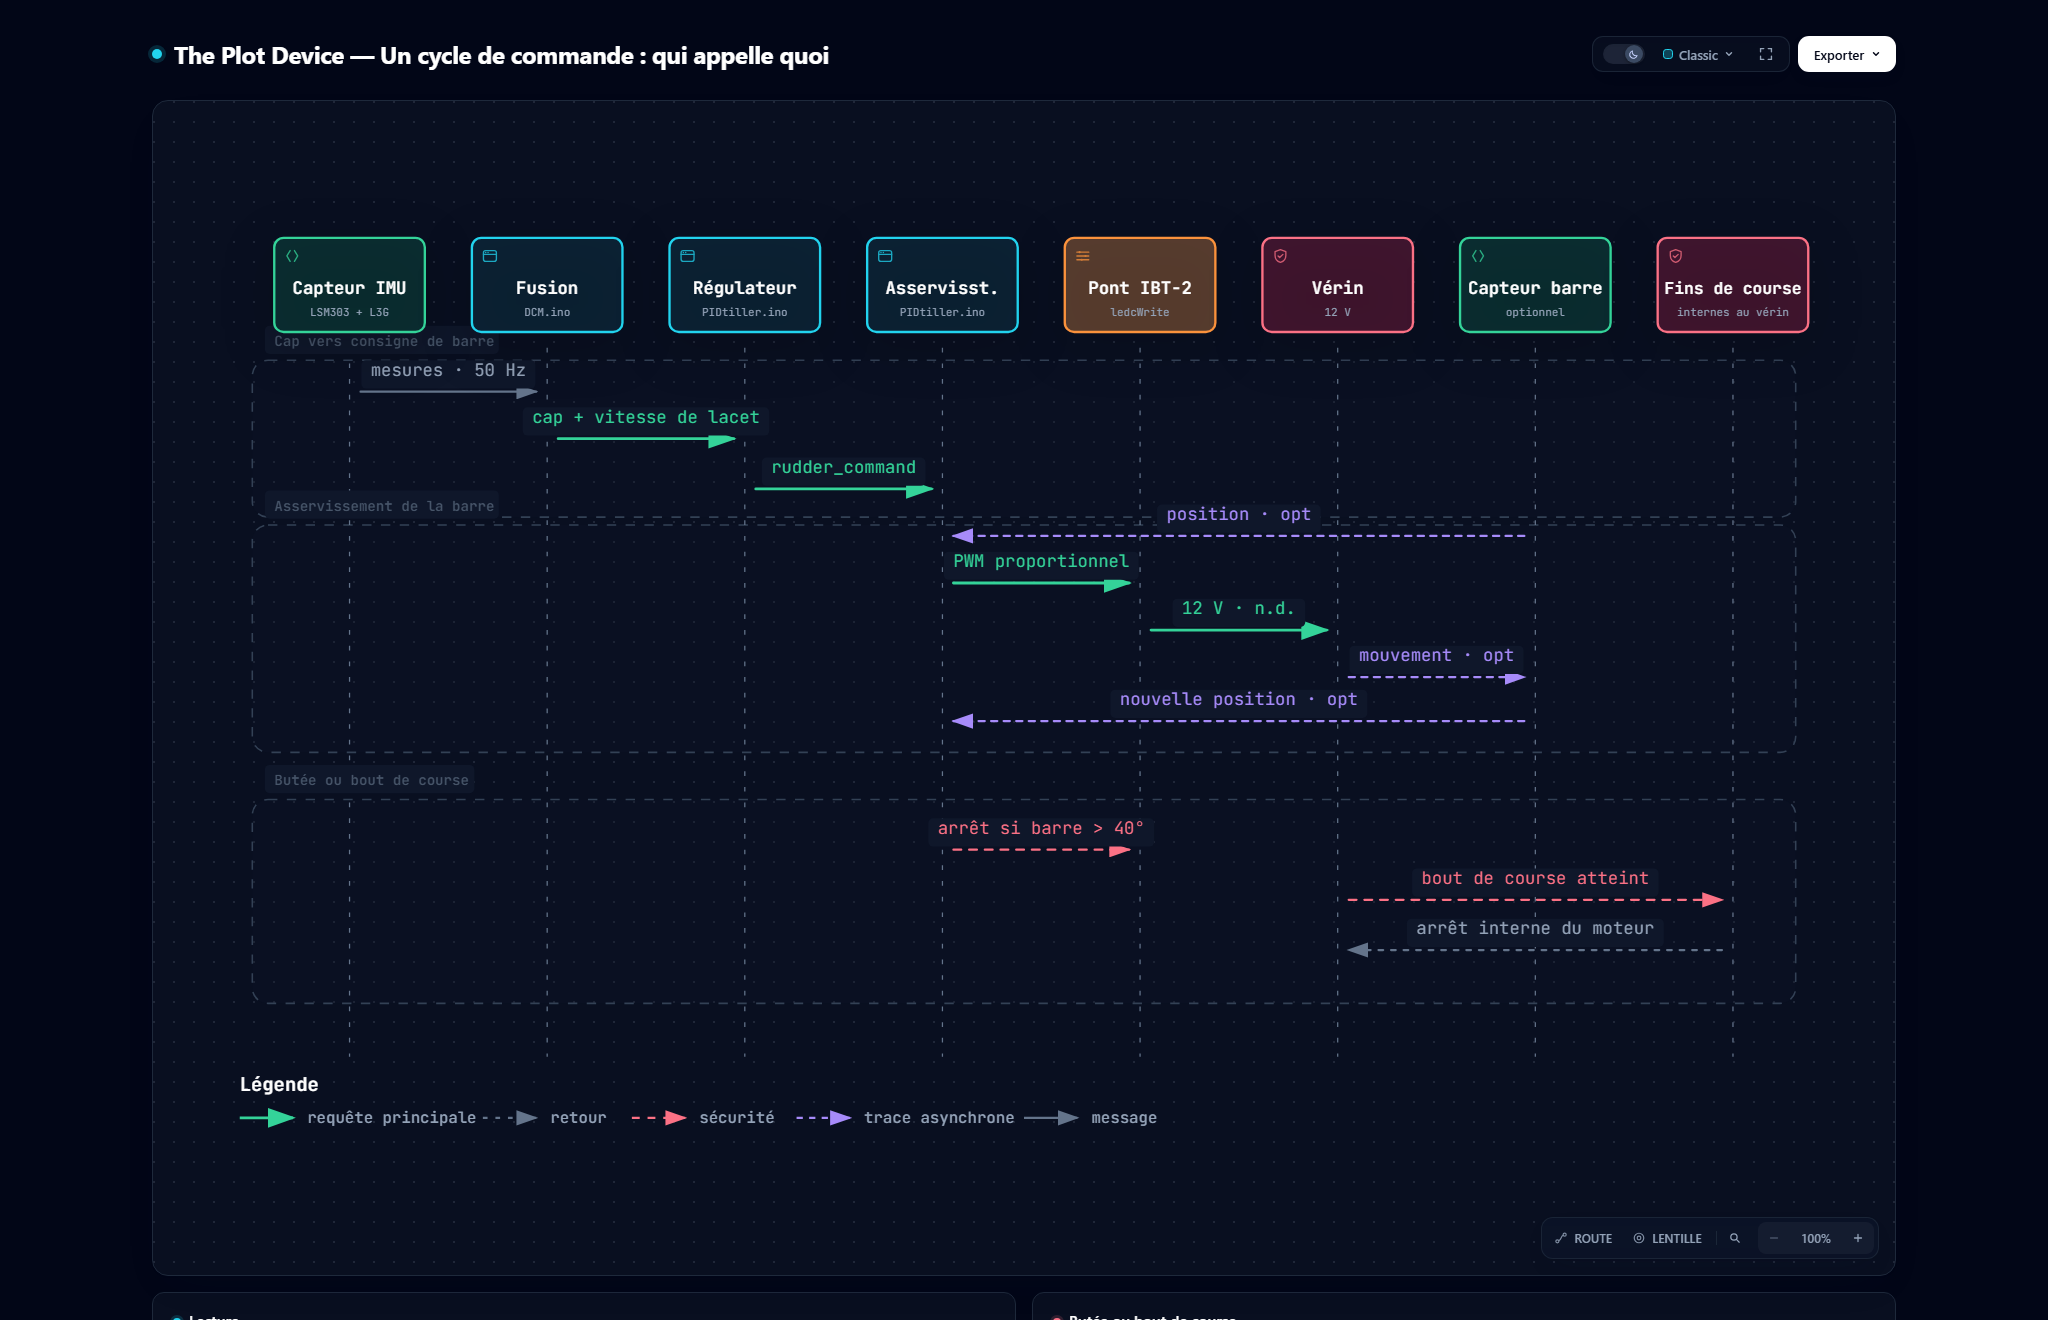 The Plot Device — Un cycle de commande : qui appelle quoi
Classic
Exporter
Capteur IMU
LSM303 + L3G
Fusion
DCM.ino
Régulateur
PIDtiller.ino
Asservisst.
PIDtiller.ino
Pont IBT-2
ledcWrite
Vérin
12 V
Capteur barre
optionnel
Fins de course
internes au vérin
Cap vers consigne de barre
mesures · 50 Hz
cap + vitesse de lacet
rudder_command
Asservissement de la barre
position · opt
PWM proportionnel
12 V · n.d.
mouvement · opt
nouvelle position · opt
Butée ou bout de course
arrêt si barre > 40°
bout de course atteint
arrêt interne du moteur
Légende
requête principale
retour
sécurité
trace asynchrone
message
ROUTE
LENTILLE
− 100% +